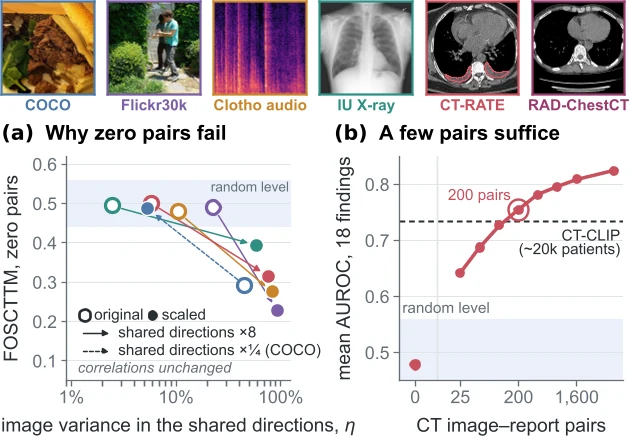 COCO
Flickr30k
Clotho audio
IU X-ray
CT-RATE
RAD-ChestCT
(a) Why zero pairs fail
FOSCTTM, zero pairs
0.6
0.5
0.4
0.3
0.2
0.1
random level
original scaled
shared directions ×8
shared directions ×¼ (COCO)
correlations unchanged
1% 10% 100%
image variance in the shared directions, η
(b) A few pairs suffice
mean AUROC, 18 findings
0.8
0.7
0.6
0.5
200 pairs
CT-CLIP
(~20k patients)
random level
0 25 200 1,600
CT image–report pairs